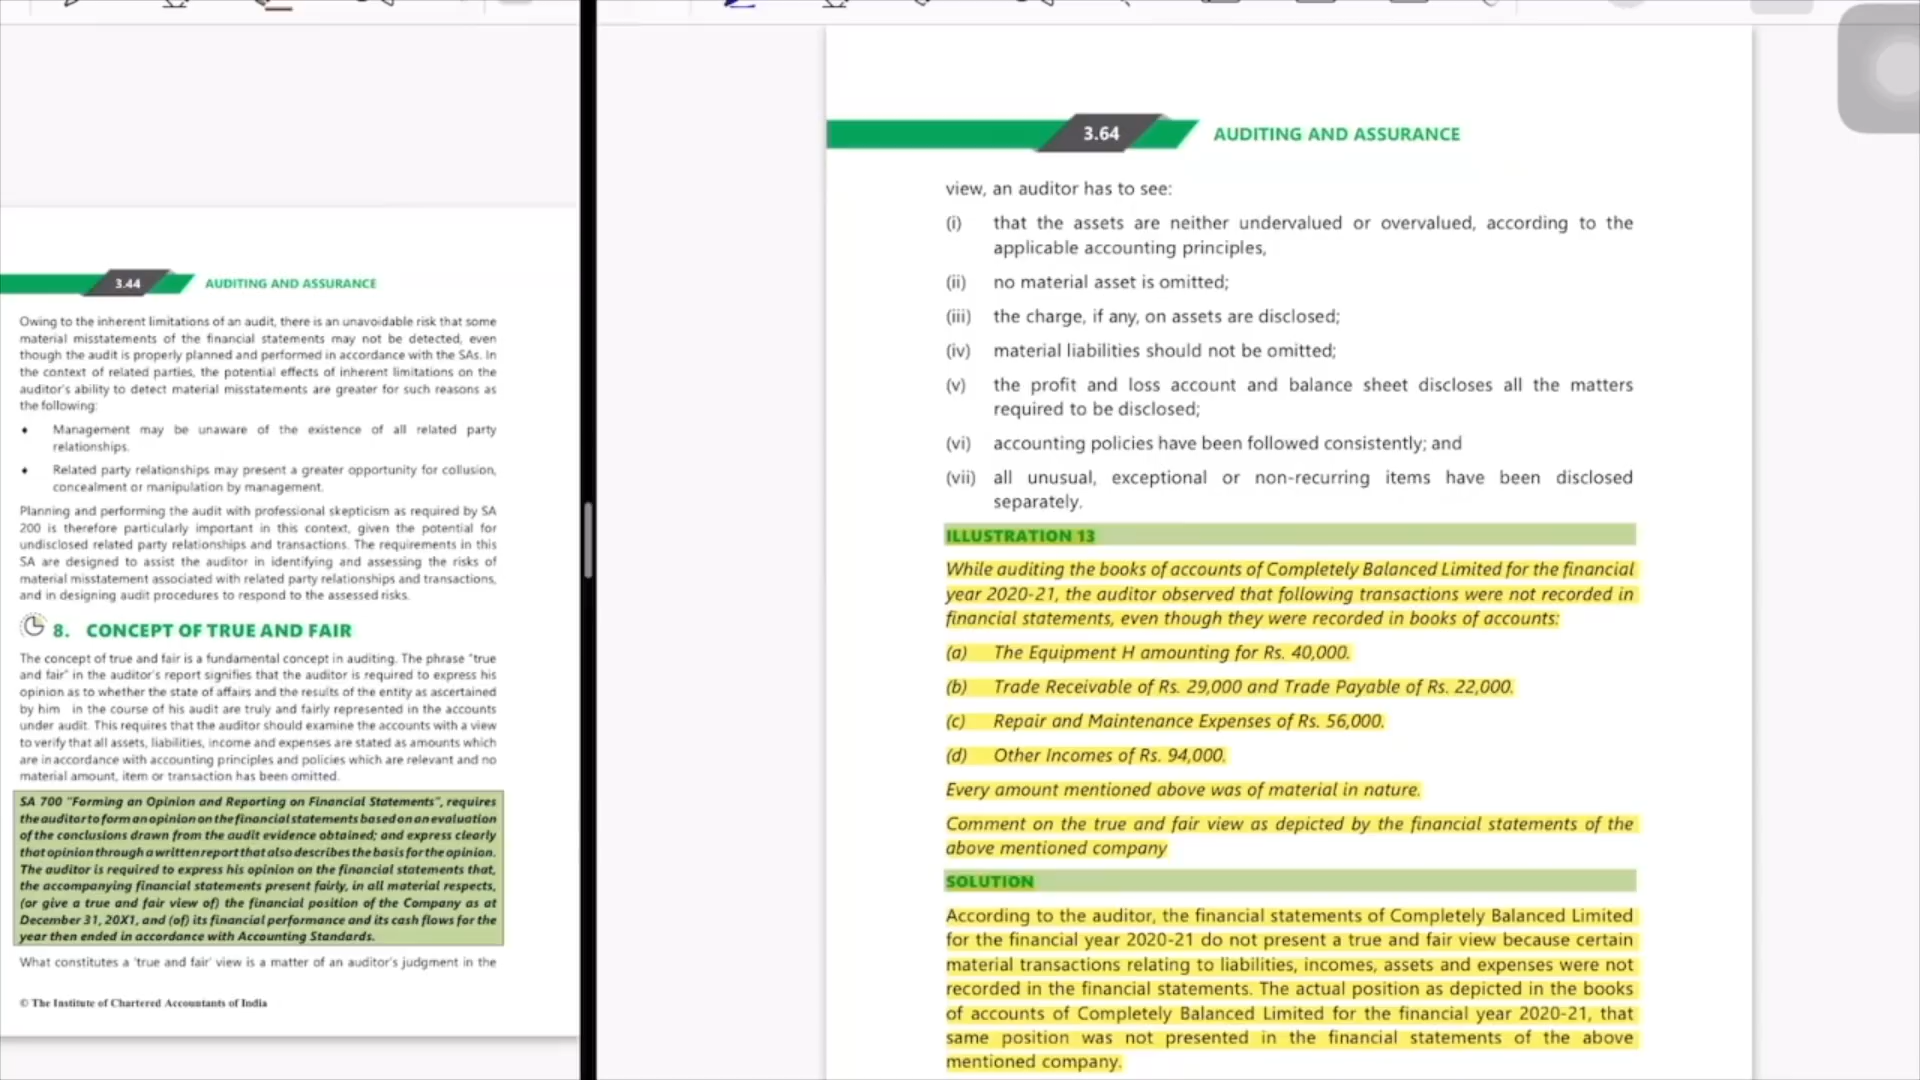 3.44 AUDITING AND ASSURANCE
Owing to the inherent limitations of an audit, there is an unavoidable risk that some
material misstatements of the financial statements may not be detected, even
though the audit is properly planned and performed in accordance with the SAs. In
the context of related parties, the potential effects of inherent limitations on the
auditor's ability to detect material misstatements are greater for such reasons as
the following:
• Management may be unaware of the existence of all related party
relationships.
• Related party relationships may present a greater opportunity for collusion,
concealment or manipulation by management.
Planning and performing the audit with professional skepticism as required by SA
200 is therefore particularly important in this context, given the potential for
undisclosed related party relationships and transactions. The requirements in this
SA are designed to assist the auditor in identifying and assessing the risks of
material misstatement associated with related party relationships and transactions,
and in designing audit procedures to respond to the assessed risks.
8. CONCEPT OF TRUE AND FAIR
The concept of true and fair is a fundamental concept in auditing. The phrase "true
and fair" in the auditor's report signifies that the auditor is required to express his
opinion as to whether the state of affairs and the results of the entity as ascertained
by him in the course of his audit are truly and fairly represented in the accounts
under audit. This requires that the auditor should examine the accounts with a view
to verify that all assets, liabilities, income and expenses are stated as amounts which
are in accordance with accounting principles and policies which are relevant and no
material amount, item or transaction has been omitted.
SA 700 "Forming an Opinion and Reporting on Financial Statements", requires
the auditor to form an opinion on the financial statements based on an evaluation
of the conclusions drawn from the audit evidence obtained; and express clearly
that opinion through a written report that also describes the basis for the opinion.
The auditor is required to express his opinion on the financial statements that,
the accompanying financial statements present fairly, in all material respects,
(or give a true and fair view of) the financial position of the Company as at
December 31, 20X1, and (of) its financial performance and its cash flows for the
year then ended in accordance with Accounting Standards.
What constitutes a 'true and fair' view is a matter of an auditor's judgment in the
© The Institute of Chartered Accountants of India
3.64 AUDITING AND ASSURANCE
view, an auditor has to see:
(i) that the assets are neither undervalued or overvalued, according to the
applicable accounting principles,
(ii) no material asset is omitted;
(iii) the charge, if any, on assets are disclosed;
(iv) material liabilities should not be omitted;
(v) the profit and loss account and balance sheet discloses all the matters
required to be disclosed;
(vi) accounting policies have been followed consistently; and
(vii) all unusual, exceptional or non-recurring items have been disclosed
separately.
ILLUSTRATION 13
While auditing the books of accounts of Completely Balanced Limited for the financial
year 2020-21, the auditor observed that following transactions were not recorded in
financial statements, even though they were recorded in books of accounts:
(a) The Equipment H amounting for Rs. 40,000.
(b) Trade Receivable of Rs. 29,000 and Trade Payable of Rs. 22,000.
(c) Repair and Maintenance Expenses of Rs. 56,000.
(d) Other Incomes of Rs. 94,000.
Every amount mentioned above was of material in nature.
Comment on the true and fair view as depicted by the financial statements of the
above mentioned company
SOLUTION
According to the auditor, the financial statements of Completely Balanced Limited
for the financial year 2020-21 do not present a true and fair view because certain
material transactions relating to liabilities, incomes, assets and expenses were not
recorded in the financial statements. The actual position as depicted in the books
of accounts of Completely Balanced Limited for the financial year 2020-21, that
same position was not presented in the financial statements of the above
mentioned company.